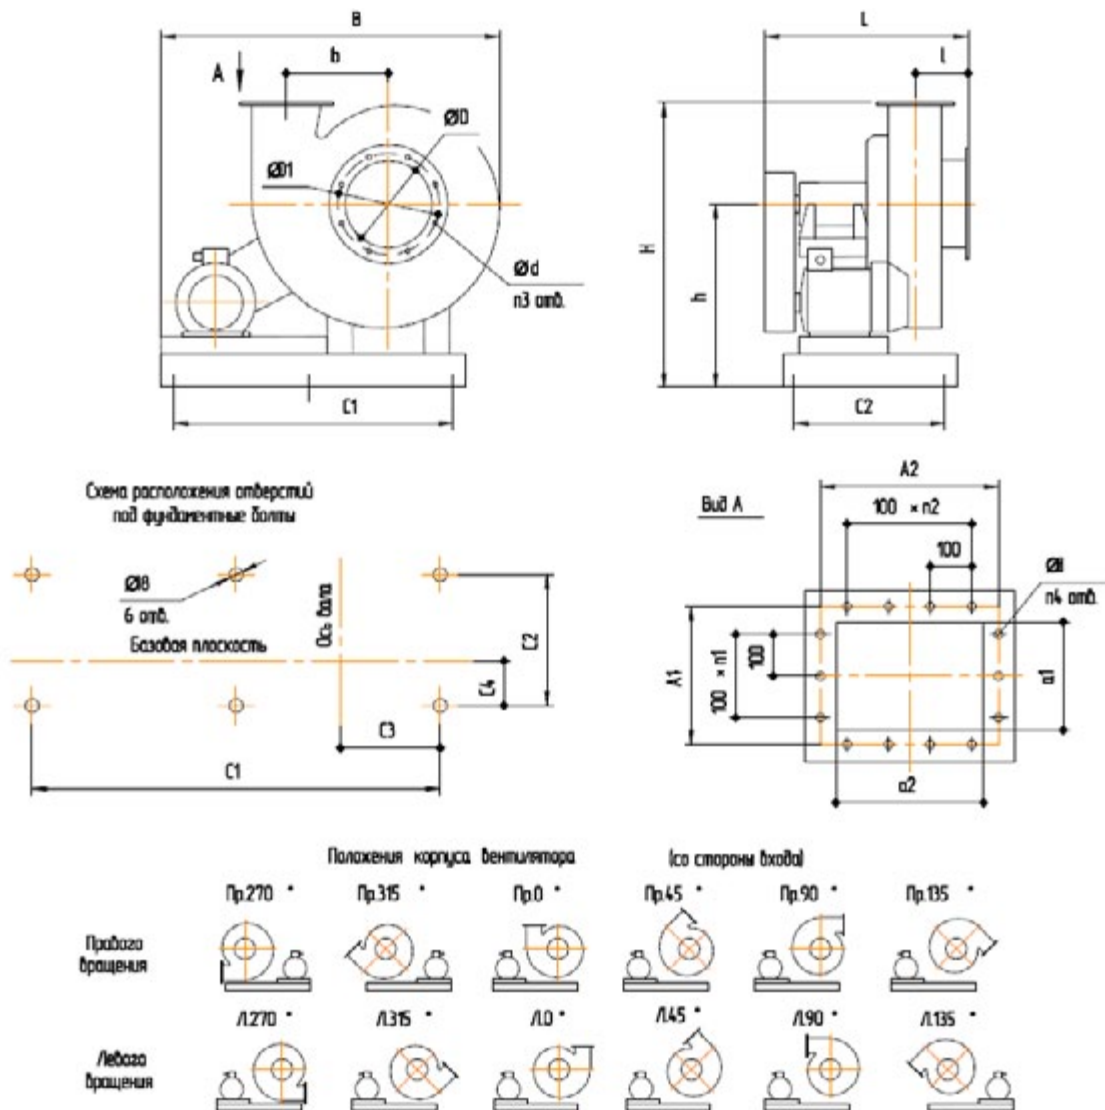 B
L
b
l
A
ØD
ØD1
H
h
Ød
n3 отв.
C1
C2
A2
Схема расположения отверстий
под фундаментные болты
Вид А
100 × n2
100
Ø18
6 отв.
Ось вала
n4 отв.
Базовая плоскость
C2
C4
A1
100 × n1
100
a1
C3
C1
a2
Положения корпуса вентилятора (со стороны входа)
Пр.270 ° Пр.315 ° Пр.0 ° Пр.45 ° Пр.90 ° Пр.135 °
Правого
вращения
Л.270 ° Л.315 ° Л.0 ° Л.45 ° Л.90 ° Л.135 °
Левого
вращения